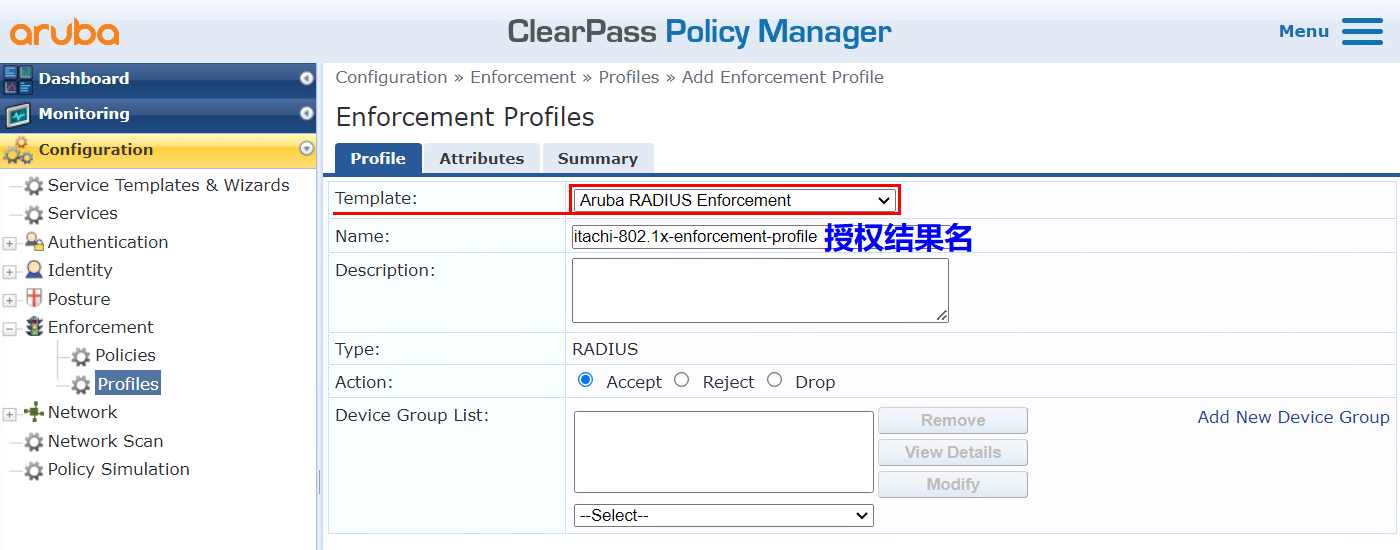 aruba
ClearPass Policy Manager
Menu
Dashboard
Monitoring
Configuration
Service Templates & Wizards
Services
Authentication
Identity
Posture
Enforcement
Policies
Profiles
Network
Network Scan
Policy Simulation
Configuration » Enforcement » Profiles » Add Enforcement Profile
Enforcement Profiles
Profile Attributes Summary
Template: Aruba RADIUS Enforcement
Name: itachi-802.1x-enforcement-profile 授权结果名
Description:
Type: RADIUS
Action: Accept Reject Drop
Device Group List: Remove Add New Device Group
View Details
Modify
--Select--